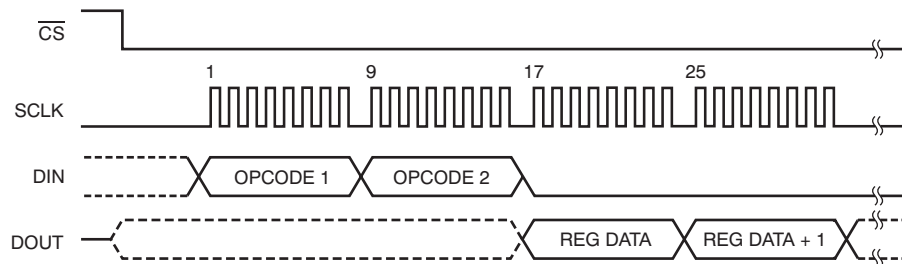 CS
1 9 17 25
SCLK
DIN OPCODE 1 OPCODE 2
DOUT REG DATA REG DATA + 1